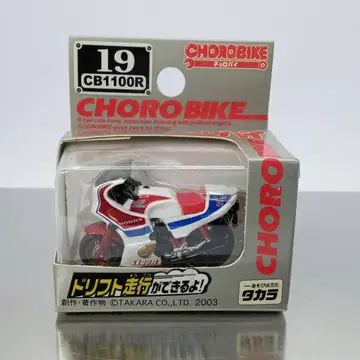 19
CB1100R
CHOROBIKE
チョロバイ
CHORO BIKE
HONDA
ドリフト走行ができるよ!
創作・著作物 ©TAKARA CO.,LTD. 2003
CHORO BIKE
タカラ